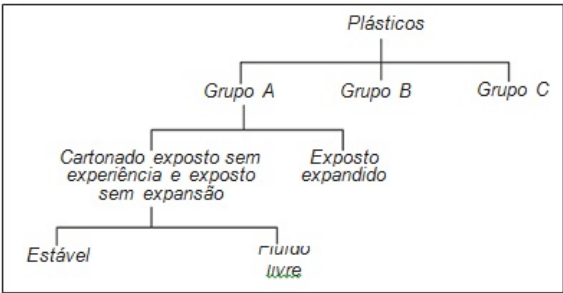 Plásticos
Grupo A Grupo B Grupo C
Cartonado exposto sem
experiência e exposto
sem expansão
Exposto
expandido
Estável
Fluido
livre